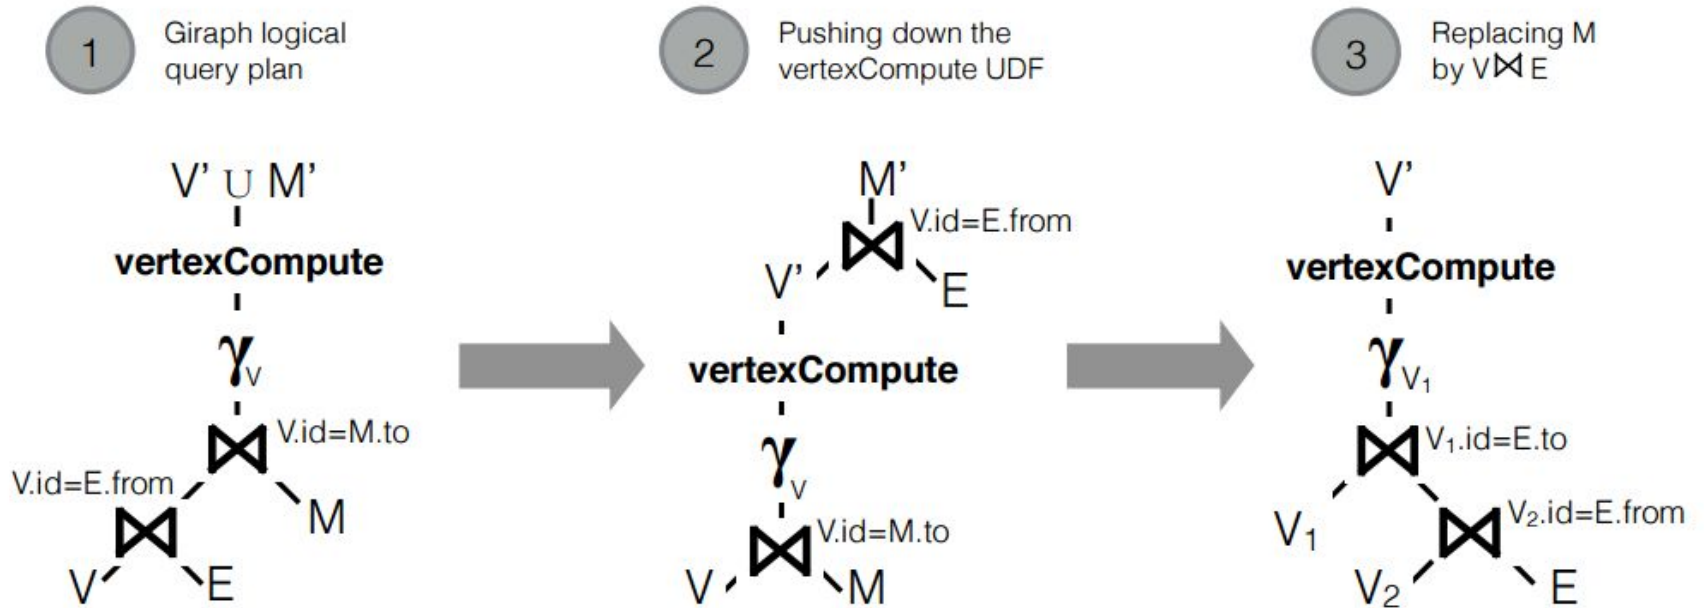 1
Giraph logical
query plan
2
Pushing down the
vertexCompute UDF
3
Replacing M
by V⋈E
V' ∪ M'
vertexCompute
γV
V.id=M.to
V.id=E.from
M
V
E
M'
V.id=E.from
V'
E
vertexCompute
γV
V.id=M.to
V
M
V'
vertexCompute
γV₁
V₁.id=E.to
V₁
V₂.id=E.from
V₂
E